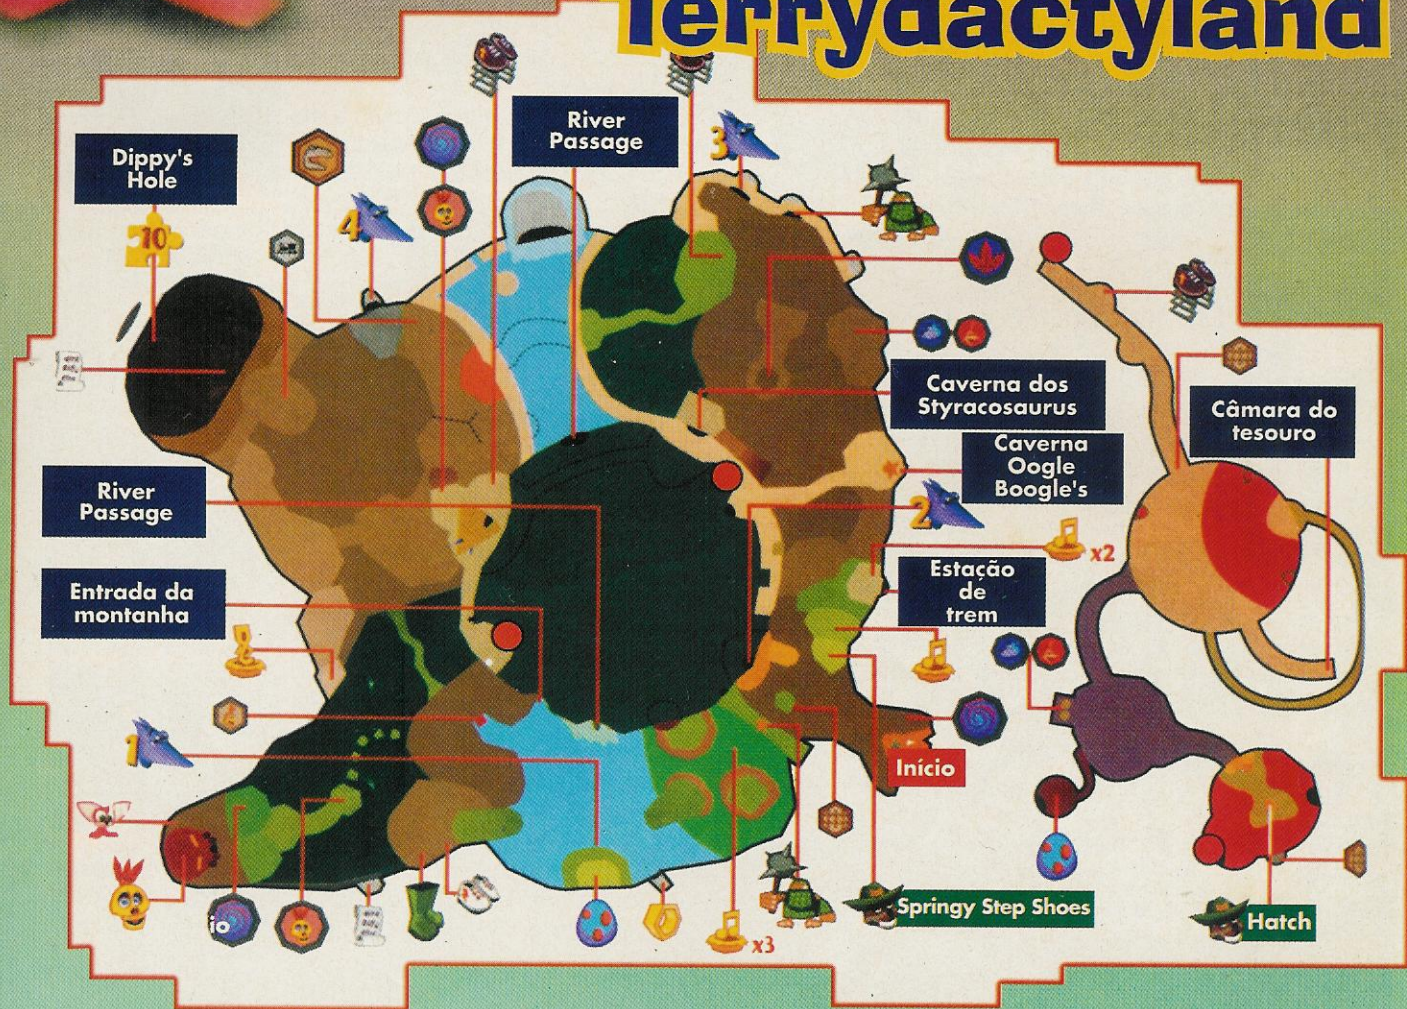 Terrydactyland
River
Passage
3
Dippy's
Hole
10
4
Caverna dos
Styracosaurus
Câmara do
tesouro
Caverna
Oogle
Boogle's
River
Passage
2
x2
Estação
de
trem
Entrada da
montanha
1
Início
io
x3
Springy Step Shoes
Hatch